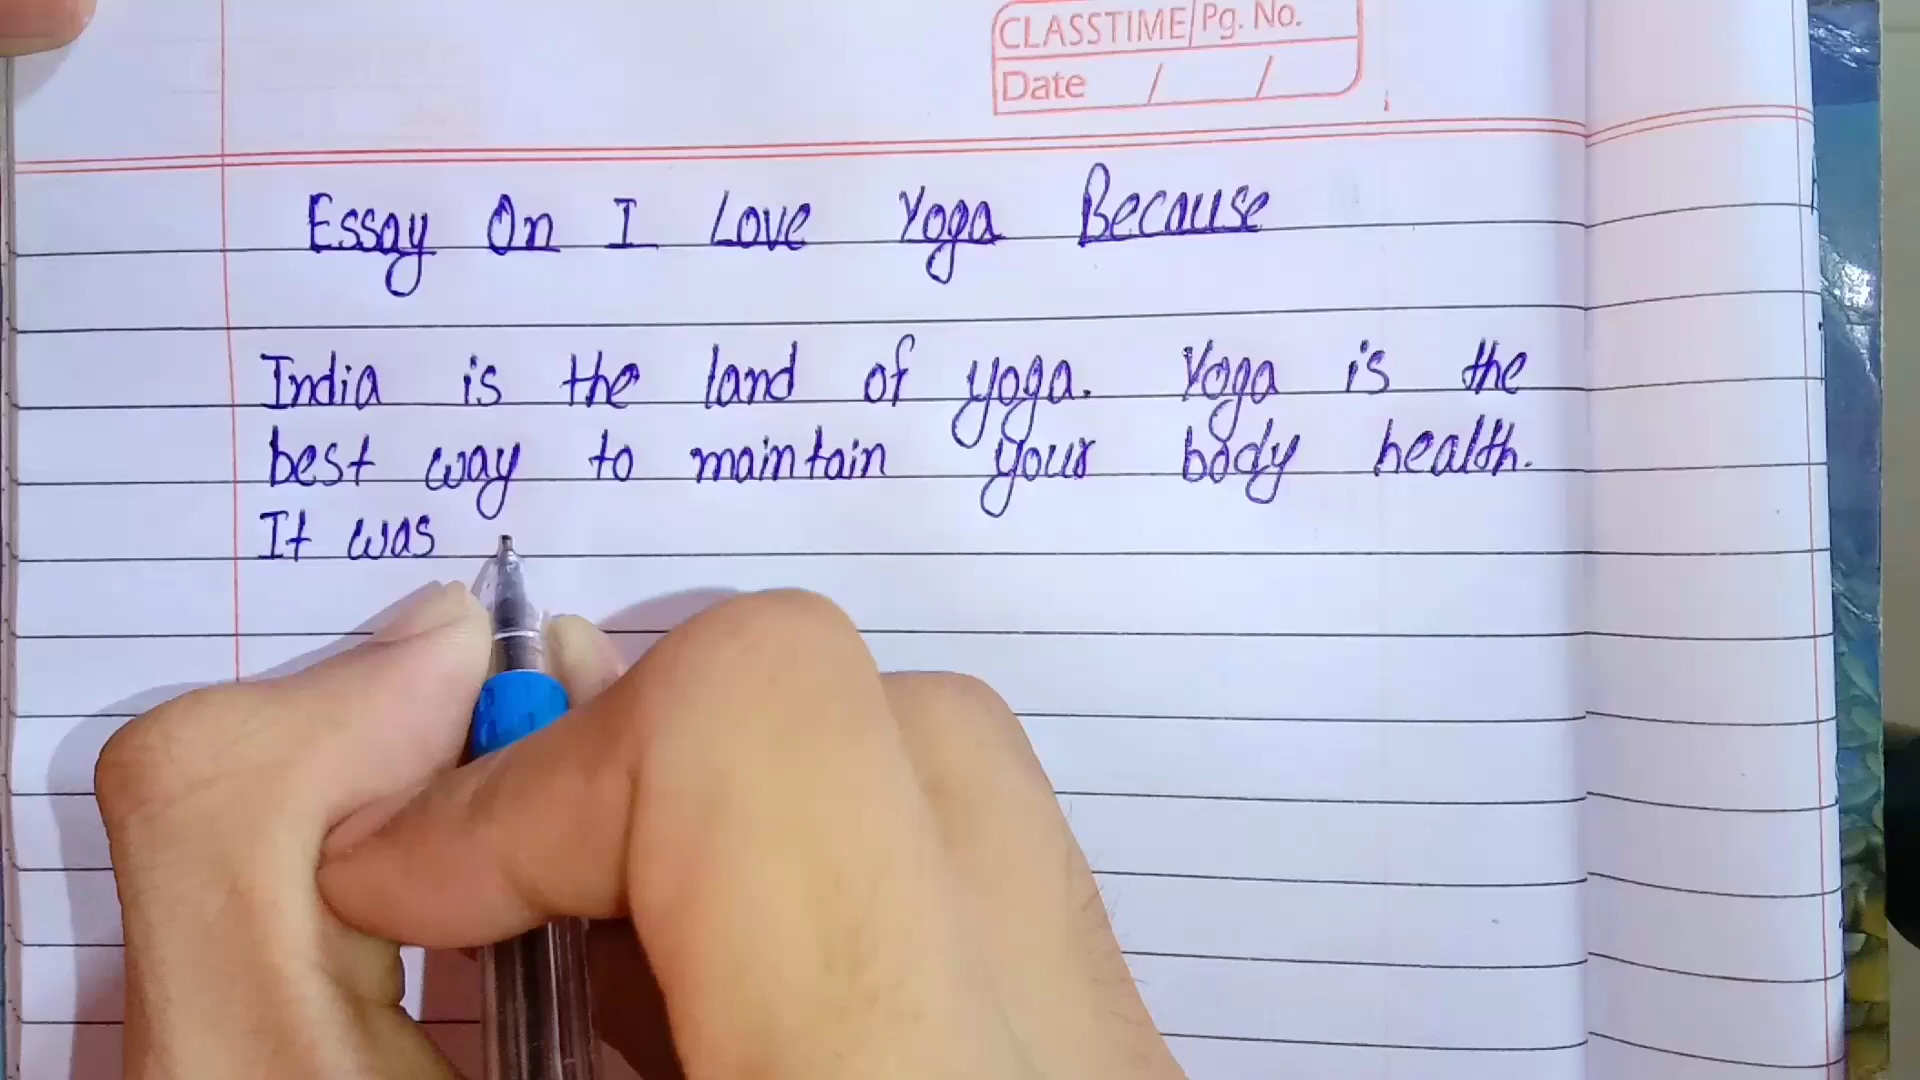 CLASSTIME/Pg. No.
Date / /
Essay On I Love Yoga Because
India is the land of yoga. Yoga is the
best way to maintain your body health.
It was